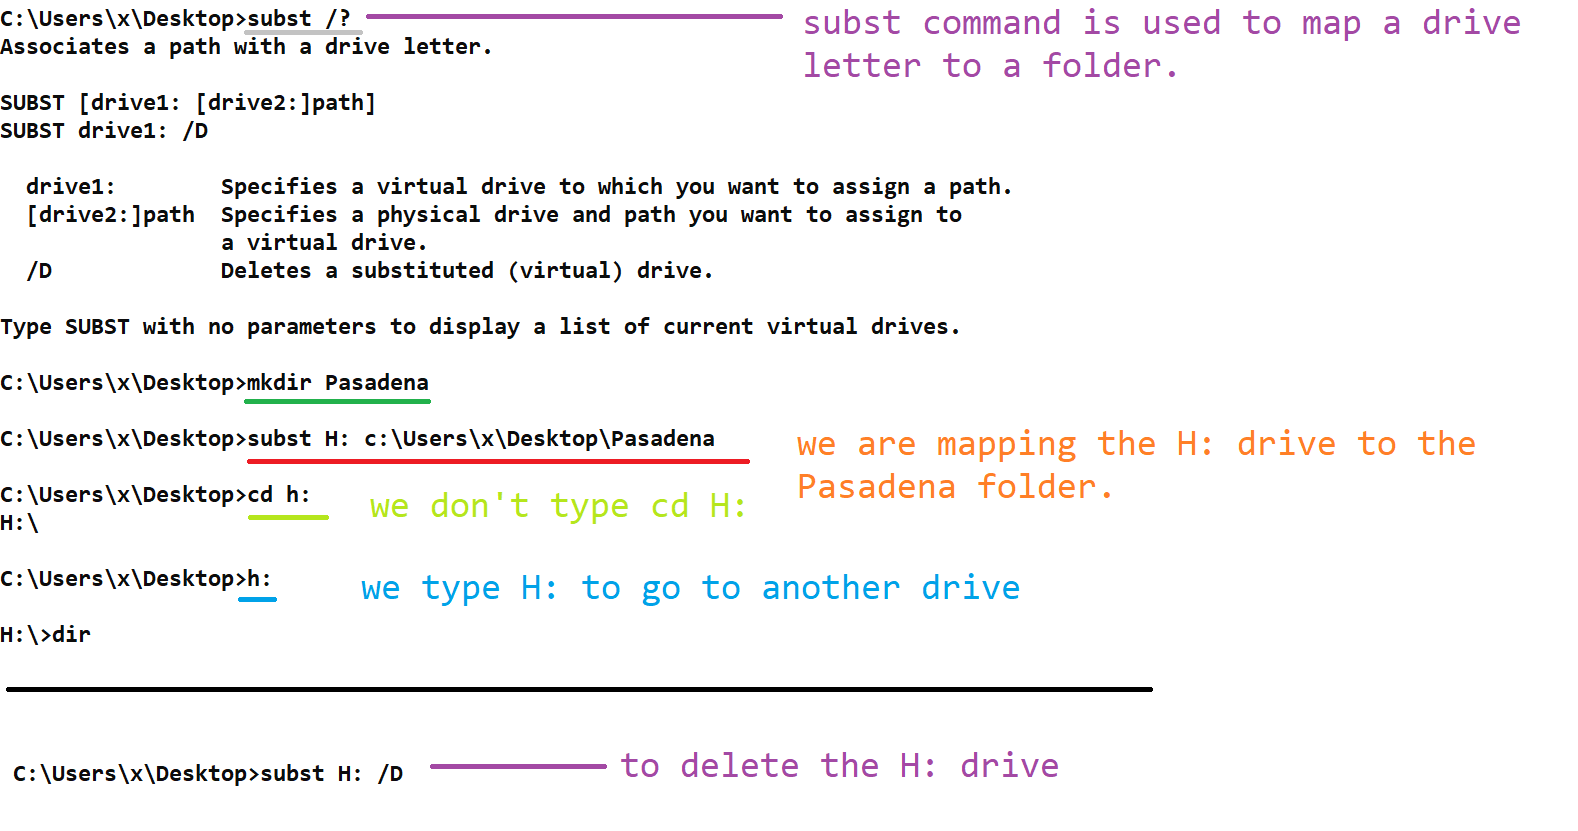 C:\Users\x\Desktop>subst /?
subst command is used to map a drive
letter to a folder.
Associates a path with a drive letter.
SUBST [drive1: [drive2:]path]
SUBST drive1: /D
drive1: Specifies a virtual drive to which you want to assign a path.
[drive2:]path Specifies a physical drive and path you want to assign to
a virtual drive.
/D Deletes a substituted (virtual) drive.
Type SUBST with no parameters to display a list of current virtual drives.
C:\Users\x\Desktop>mkdir Pasadena
C:\Users\x\Desktop>subst H: c:\Users\x\Desktop\Pasadena
we are mapping the H: drive to the
Pasadena folder.
C:\Users\x\Desktop>cd h:
we don't type cd H:
H:\
C:\Users\x\Desktop>h:
we type H: to go to another drive
H:\>dir
C:\Users\x\Desktop>subst H: /D
to delete the H: drive